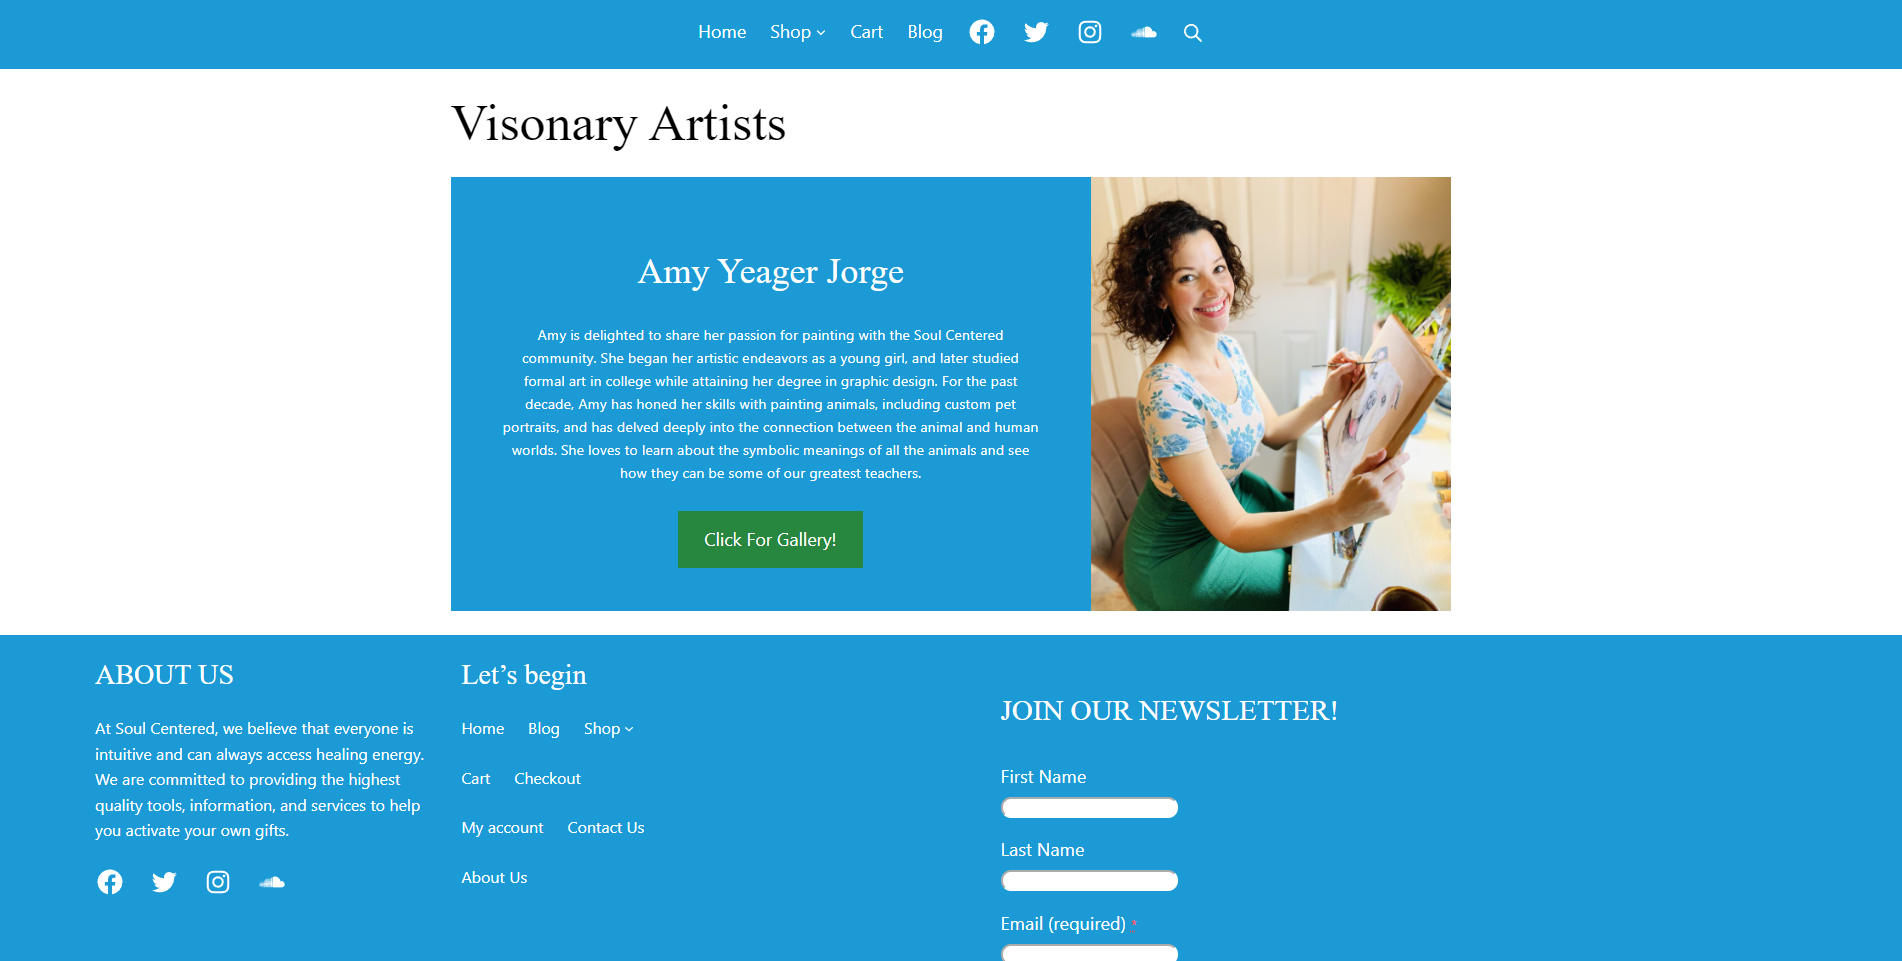 Home Shop Cart Blog
Visonary Artists
Amy Yeager Jorge
Amy is delighted to share her passion for painting with the Soul Centered
community. She began her artistic endeavors as a young girl, and later studied
formal art in college while attaining her degree in graphic design. For the past
decade, Amy has honed her skills with painting animals, including custom pet
portraits, and has delved deeply into the connection between the animal and human
worlds. She loves to learn about the symbolic meanings of all the animals and see
how they can be some of our greatest teachers.
Click For Gallery!
ABOUT US
At Soul Centered, we believe that everyone is
intuitive and can always access healing energy.
We are committed to providing the highest
quality tools, information, and services to help
you activate your own gifts.
Let’s begin
Home Blog Shop
Cart Checkout
My account Contact Us
About Us
JOIN OUR NEWSLETTER!
First Name
Last Name
Email (required) *